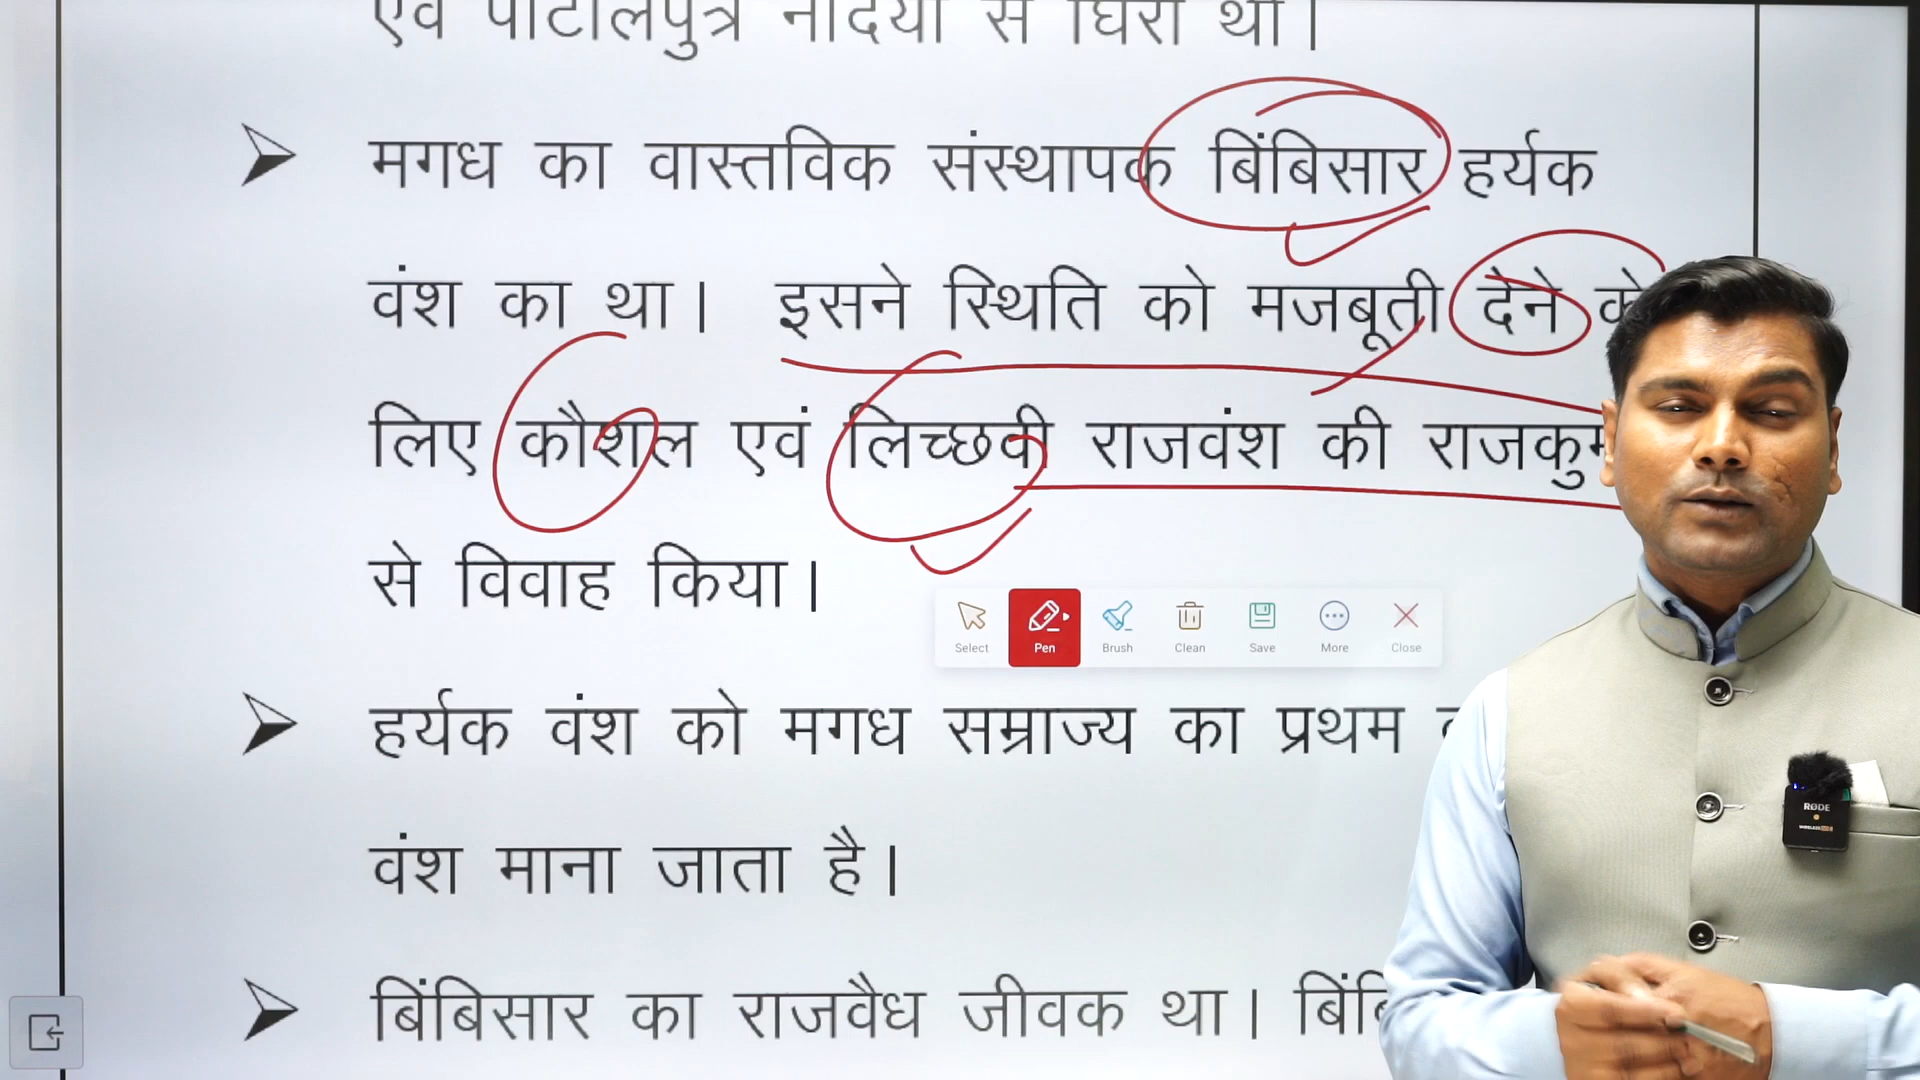 एवं पाटलिपुत्र नदियों से घिरा था।
मगध का वास्तविक संस्थापक बिंबिसार हर्यक
वंश का था। इसने स्थिति को मजबूती देने के
लिए कौशल एवं लिच्छवी राजवंश की
से विवाह किया।
Select Pen Brush Clean Save More Close
हर्यक वंश को मगध सम्राज्य का प्रथम
वंश माना जाता है।
बिंबिसार का राजवैध जीवक था।
RØDE